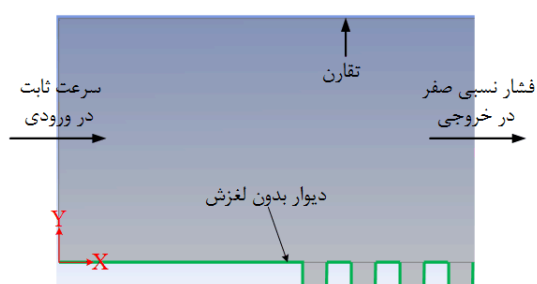 تقارن
سرعت ثابت
در ورودی
فشار نسبی صفر
در خروجی
دیوار بدون لغزش
Y
X